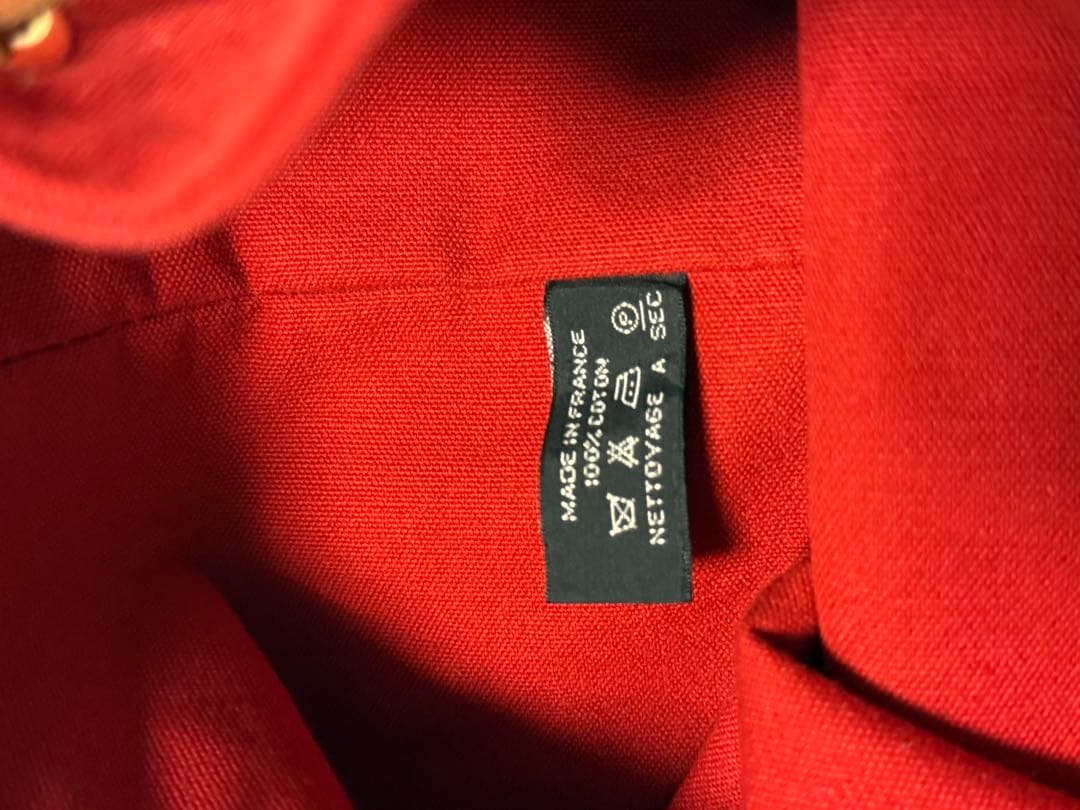 MADE IN FRANCE
100% COTON
P
NETTOYAGE A SEC